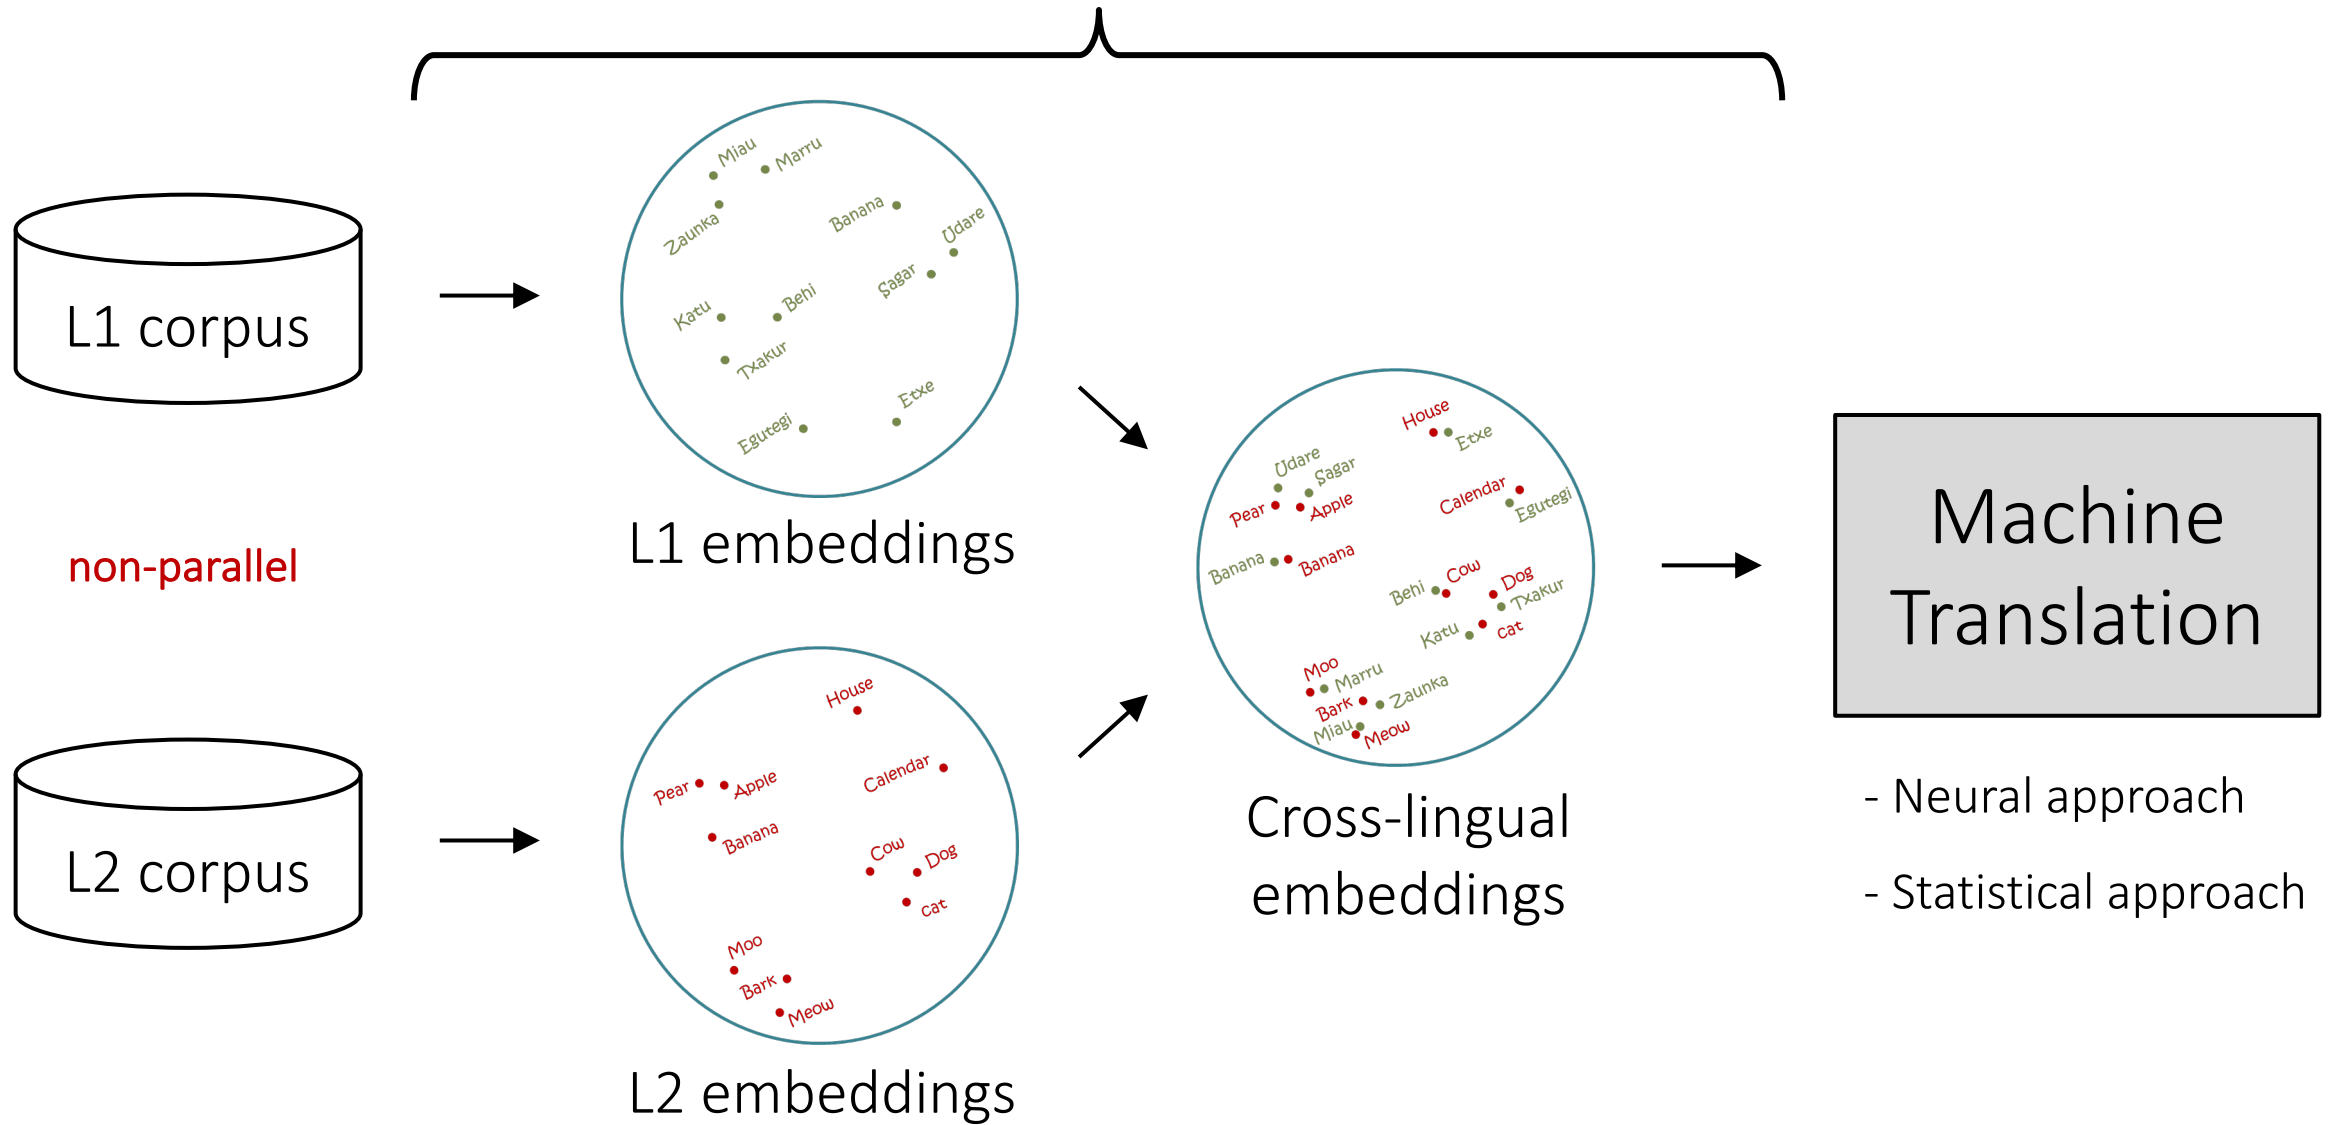 L1 corpus
non-parallel
L2 corpus
Miau
Marru
Zaunka
Banana
Udare
Sagar
Katu
Behi
Txakur
Etxe
Egutegi
L1 embeddings
House
Pear
Apple
Calendar
Banana
Cow
Dog
cat
Moo
Bark
Meow
L2 embeddings
House
Etxe
Udare
Sagar
Pear
Apple
Calendar
Egutegi
Banana
Banana
Behi
Cow
Dog
Txakur
Katu
cat
Moo
Marru
Bark
Zaunka
Miau
Meow
Cross-lingual
embeddings
Machine
Translation
- Neural approach
- Statistical approach